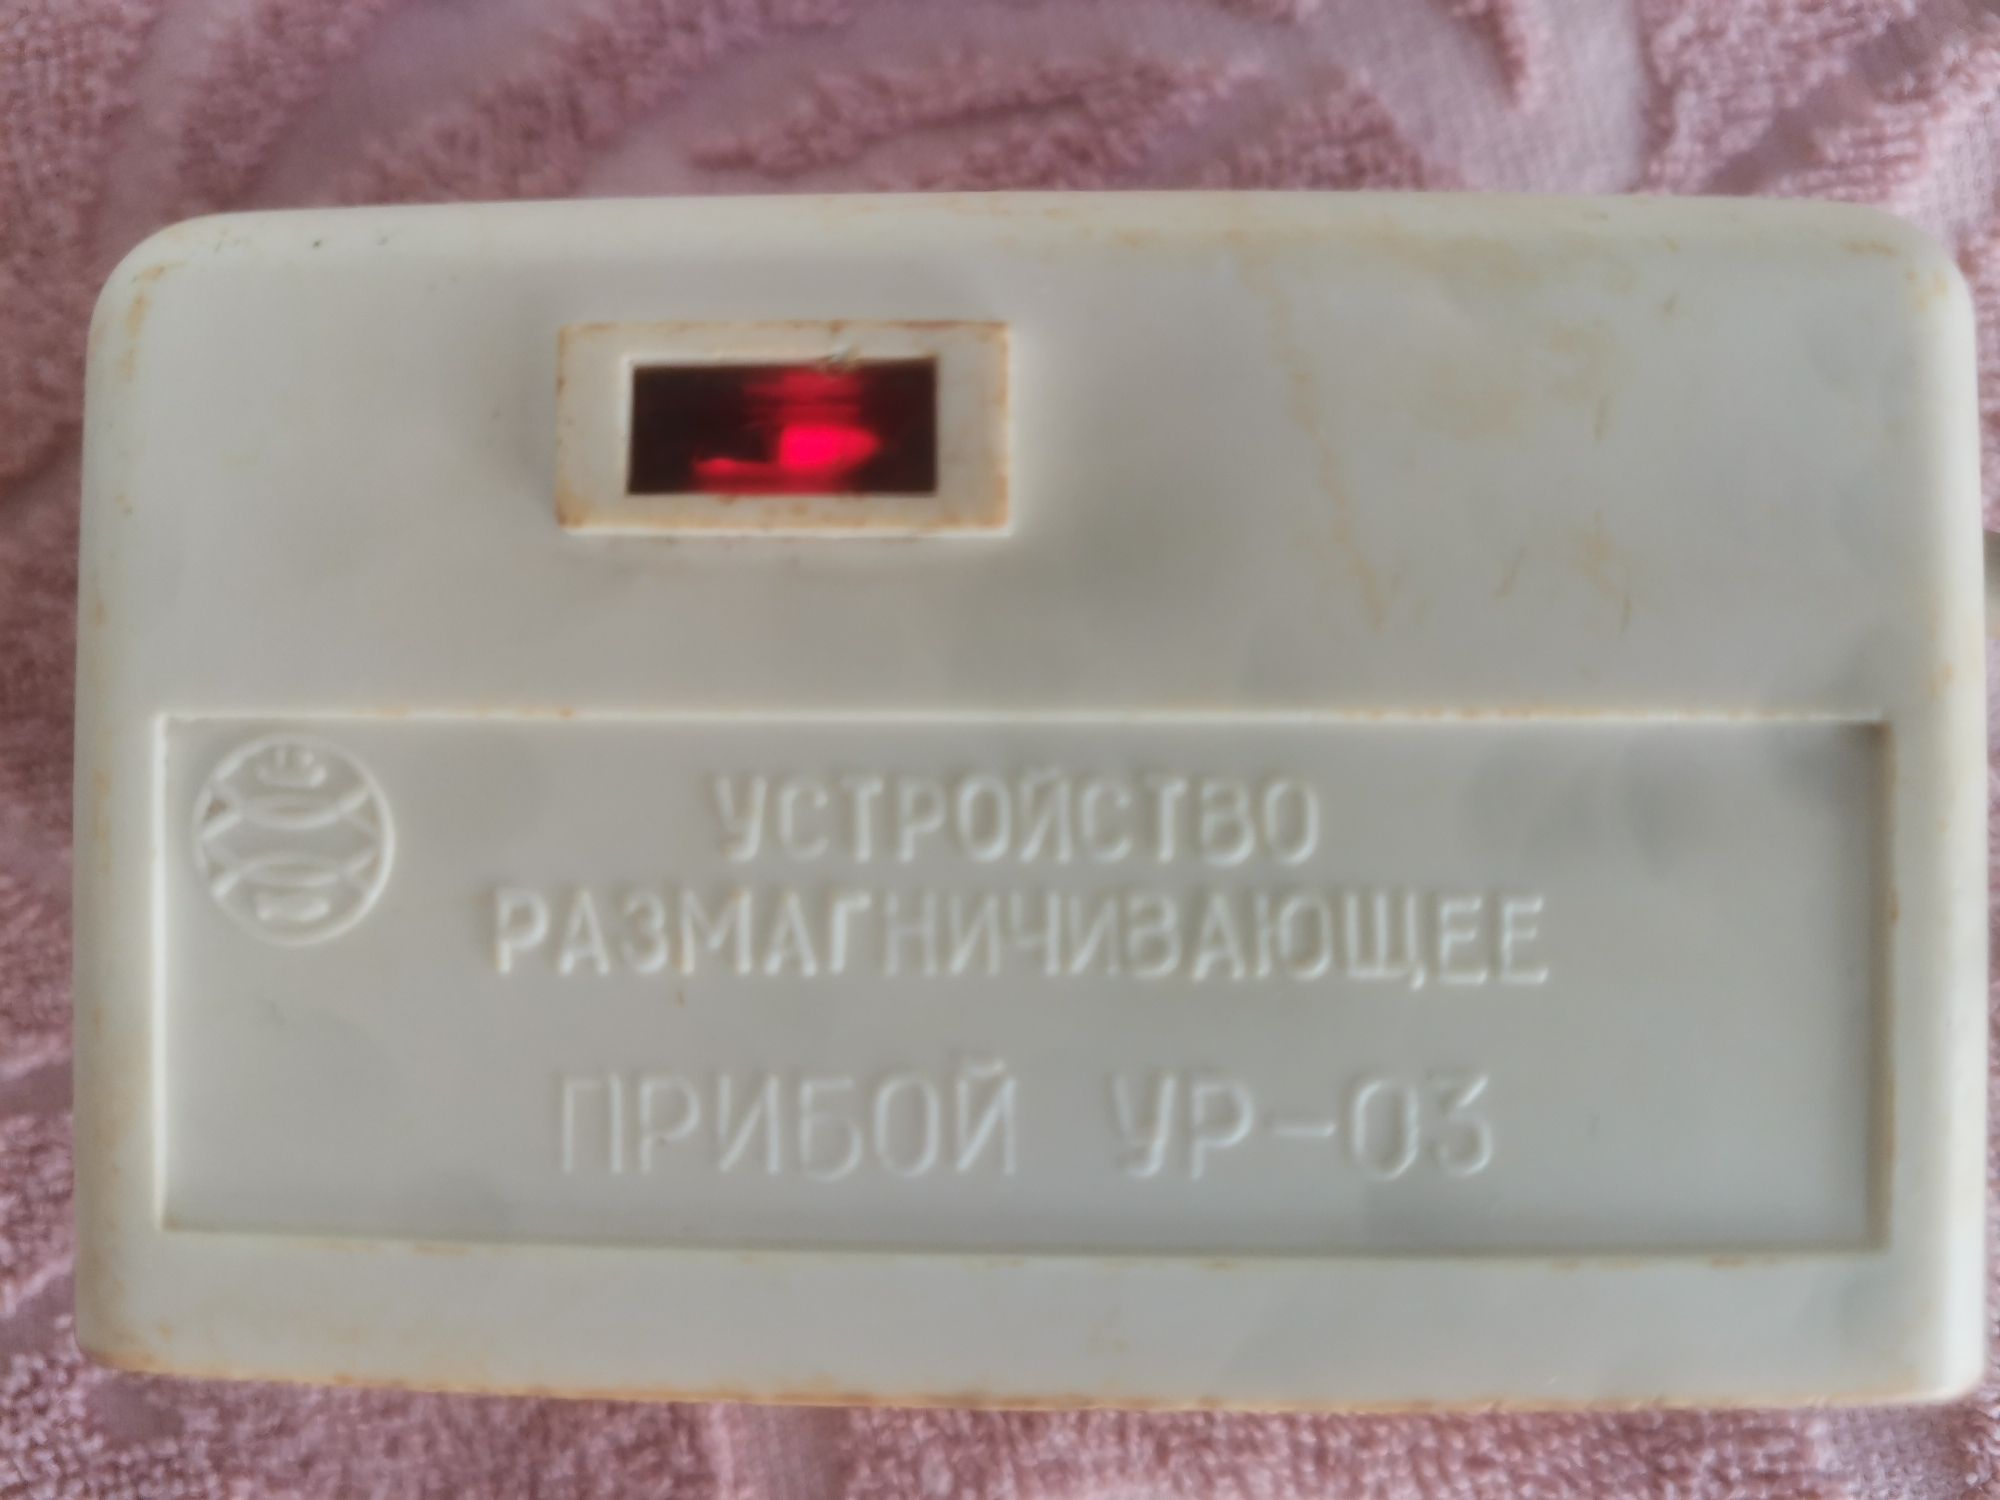 УСТРОЙСТВО
РАЗМАГНИЧИВАЮЩЕЕ
ПРИБОЙ УР-03